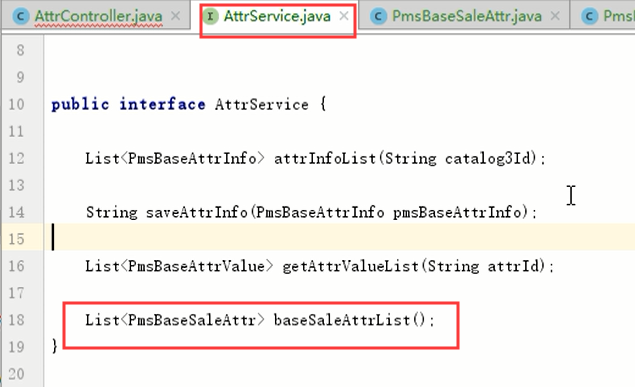 AttrController.java × AttrService.java × PmsBaseSaleAttr.java × Pms
8
9
10 public interface AttrService {
11
12 List<PmsBaseAttrInfo> attrInfoList(String catalog3Id);
13
14 String saveAttrInfo(PmsBaseAttrInfo pmsBaseAttrInfo);
15
16 List<PmsBaseAttrValue> getAttrValueList(String attrId);
17
18 List<PmsBaseSaleAttr> baseSaleAttrList();
19 }
20